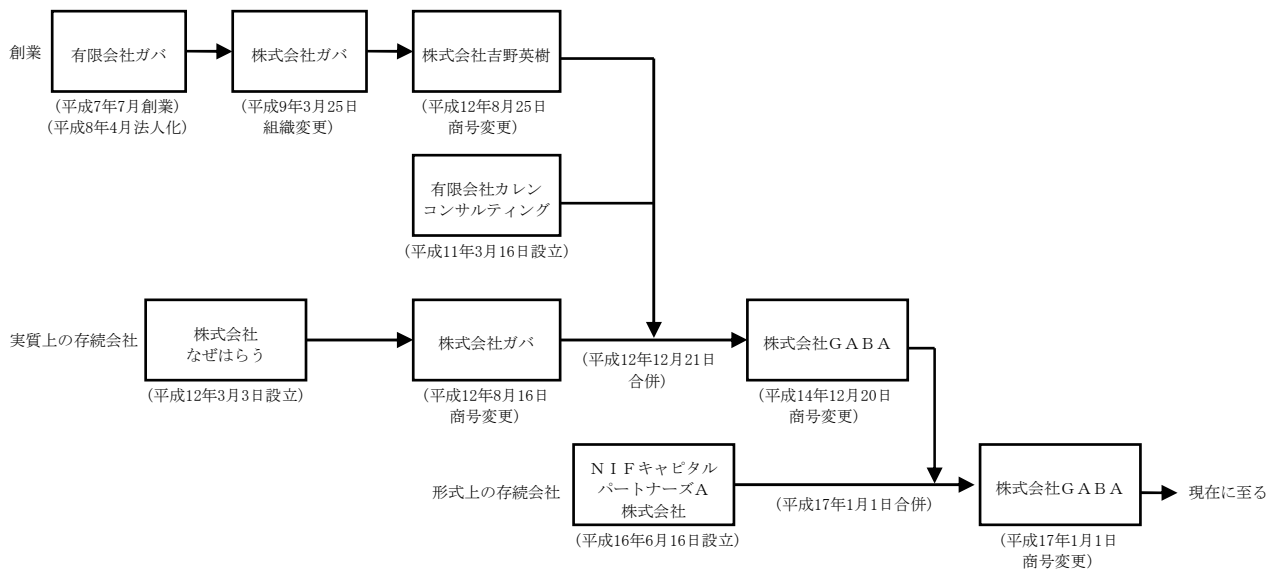 創業
有限会社ガバ
株式会社ガバ
株式会社吉野英樹
(平成7年7月創業)
(平成8年4月法人化)
(平成9年3月25日
組織変更)
(平成12年8月25日
商号変更)
有限会社カレン
コンサルティング
(平成11年3月16日設立)
実質上の存続会社
株式会社
なぜはらう
株式会社ガバ
(平成12年12月21日
合併)
株式会社ＧＡＢＡ
(平成12年3月3日設立)
(平成12年8月16日
商号変更)
(平成14年12月20日
商号変更)
形式上の存続会社
ＮＩＦキャピタル
パートナーズA
株式会社
(平成17年1月1日合併)
株式会社ＧＡＢＡ
現在に至る
(平成16年6月16日設立)
(平成17年1月1日
商号変更)